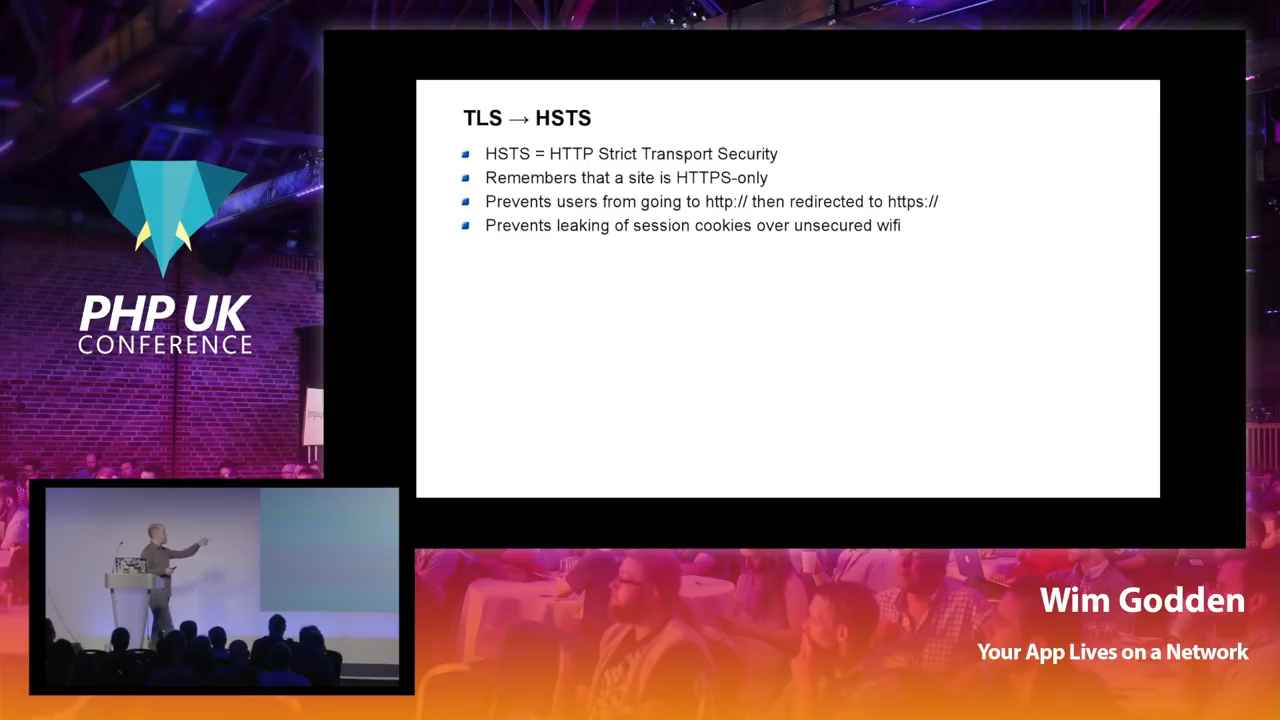 TLS → HSTS
HSTS = HTTP Strict Transport Security
Remembers that a site is HTTPS-only
Prevents users from going to http:// then redirected to https://
Prevents leaking of session cookies over unsecured wifi
PHP UK
CONFERENCE
Wim Godden
Your App Lives on a Network